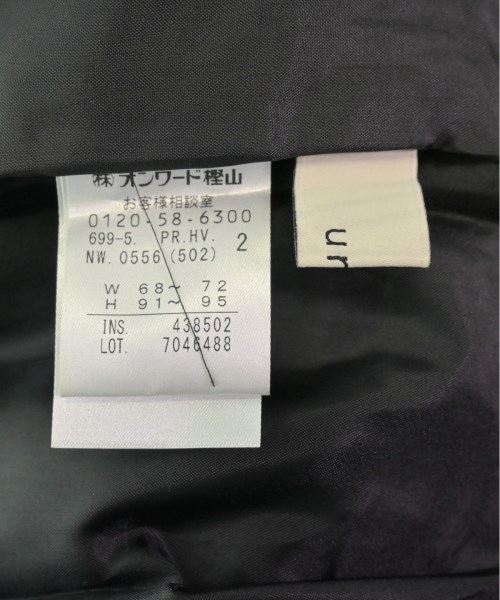 (株)オンワード樫山
お客様相談室
0120-58-6300
699-5. PR.HV. 2
NW. 0556 (502)
W 68～ 72
H 91～ 95
INS. 438502
LOT. 7046488
ur